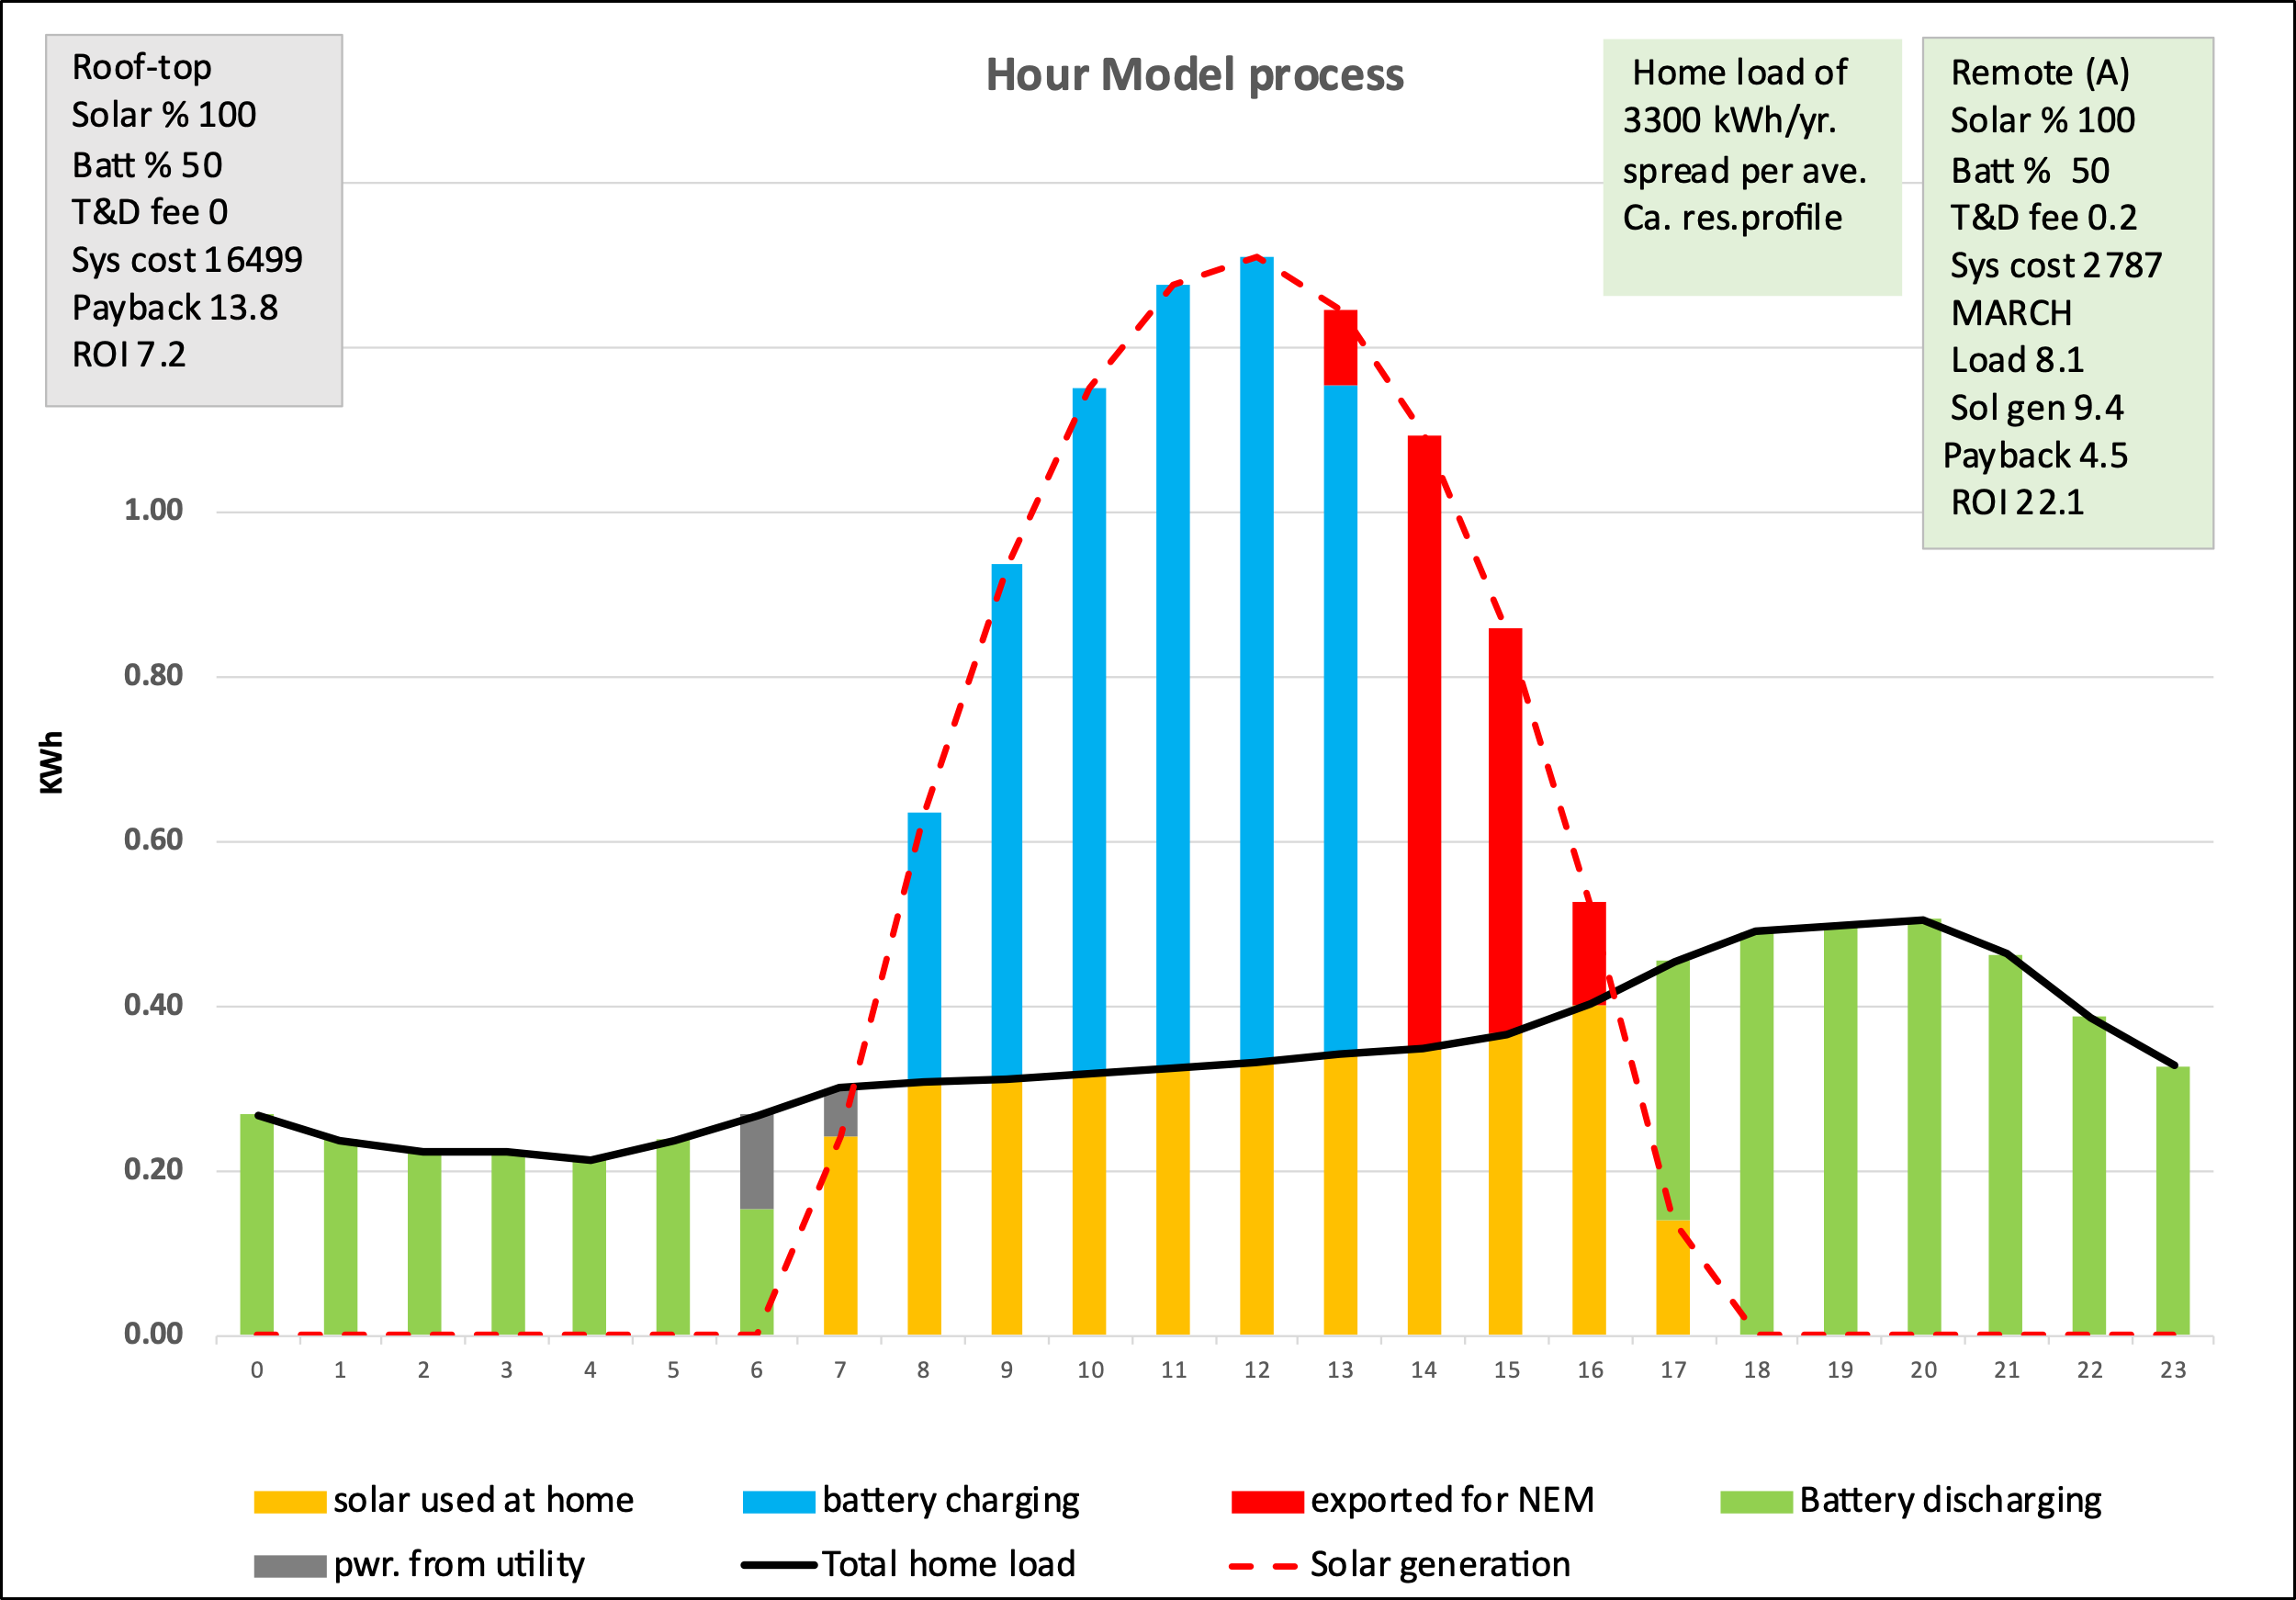 Hour Model process
Roof-top
Solar % 100
Batt % 50
T&D fee 0
Sys cost 16499
Payback 13.8
ROI 7.2
Home load of
3300 kWh/yr.
spread per ave.
Ca. res.profile
Remote (A)
Solar % 100
Batt %  50
T&D fee 0.2
Sys cost 2787
MARCH
Load 8.1
Sol gen 9.4
Payback 4.5
ROI 22.1
KWh
1.00
0.80
0.60
0.40
0.20
0.00
0 1 2 3 4 5 6 7 8 9 10 11 12 13 14 15 16 17 18 19 20 21 22 23
solar used at home battery charging exported for NEM Battery discharging
pwr. from utility Total home load Solar generation